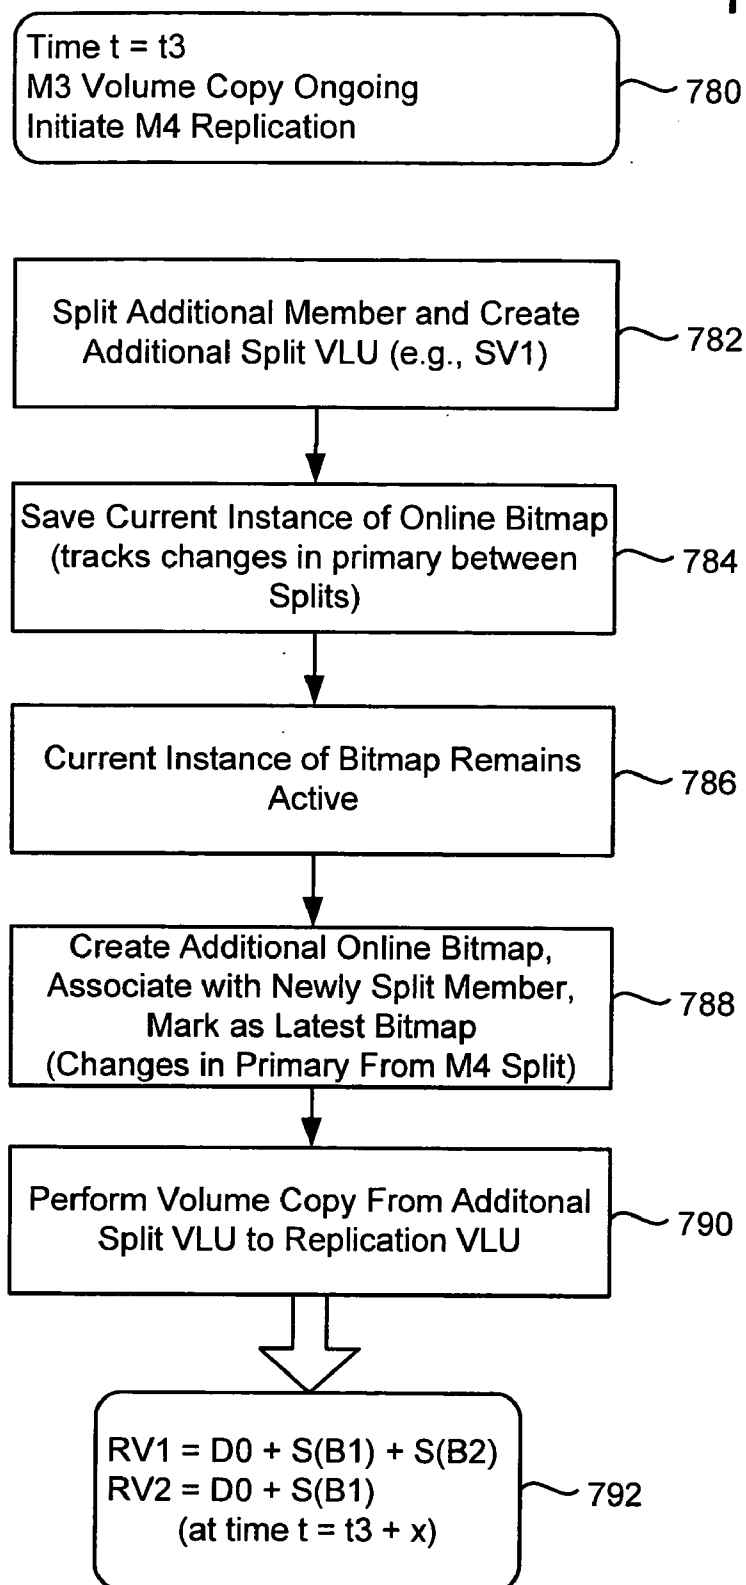 Time t = t3
M3 Volume Copy Ongoing
Initiate M4 Replication
780
Split Additional Member and Create
Additional Split VLU (e.g., SV1)
782
Save Current Instance of Online Bitmap
(tracks changes in primary between
Splits)
784
Current Instance of Bitmap Remains
Active
786
Create Additional Online Bitmap,
Associate with Newly Split Member,
Mark as Latest Bitmap
(Changes in Primary From M4 Split)
788
Perform Volume Copy From Additonal
Split VLU to Replication VLU
790
RV1 = D0 + S(B1) + S(B2)
RV2 = D0 + S(B1)
(at time t = t3 + x)
792